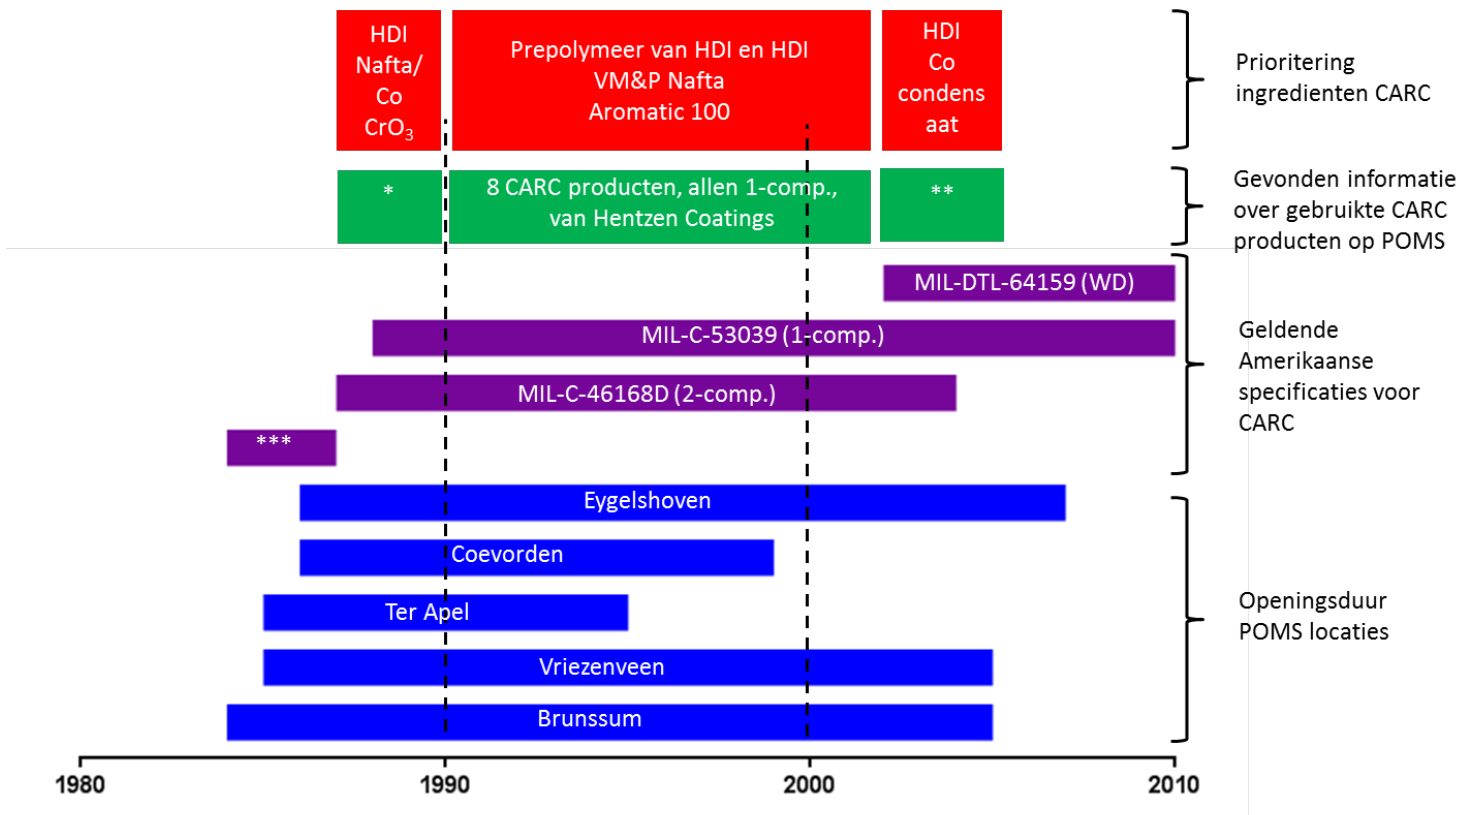 HDI
Nafta/
Co
CrO₃
Prepolymeer van HDI en HDI
VM&P Nafta
Aromatic 100
HDI
Co
condens
aat
Prioritering
ingredienten CARC
*
8 CARC producten, allen 1-comp.,
van Hentzen Coatings
**
Gevonden informatie
over gebruikte CARC
producten op POMS
MIL-DTL-64159 (WD)
MIL-C-53039 (1-comp.)
MIL-C-46168D (2-comp.)
***
Geldende
Amerikaanse
specificaties voor
CARC
Eygelshoven
Coevorden
Ter Apel
Vriezenveen
Brunssum
Openingsduur
POMS locaties
1980
1990
2000
2010